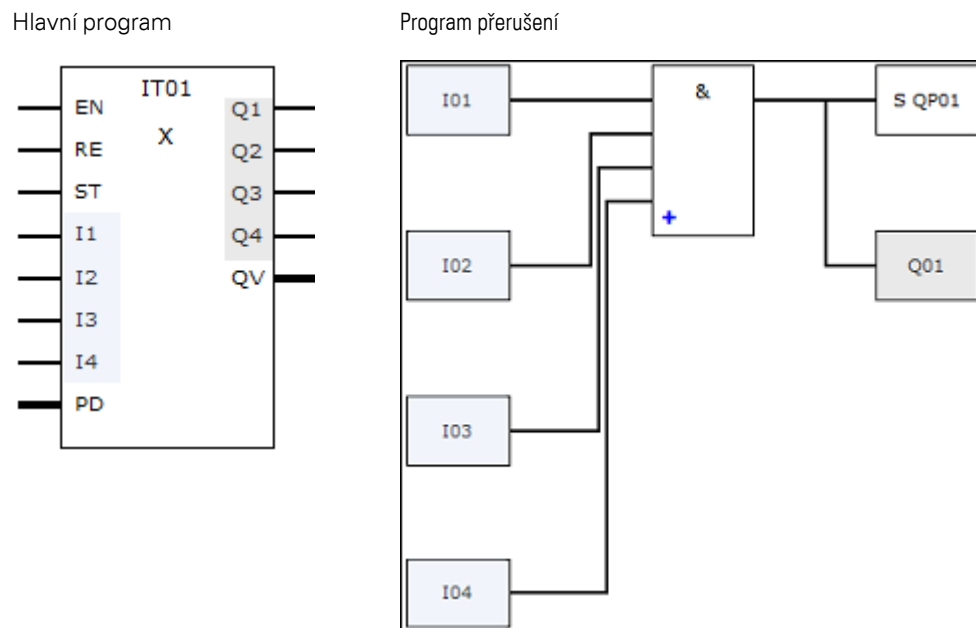 Hlavní program
IT01
X
EN
RE
ST
I1
I2
I3
I4
PD
Q1
Q2
Q3
Q4
QV
Program přerušení
I01
I02
I03
I04
&
+
S QP01
Q01